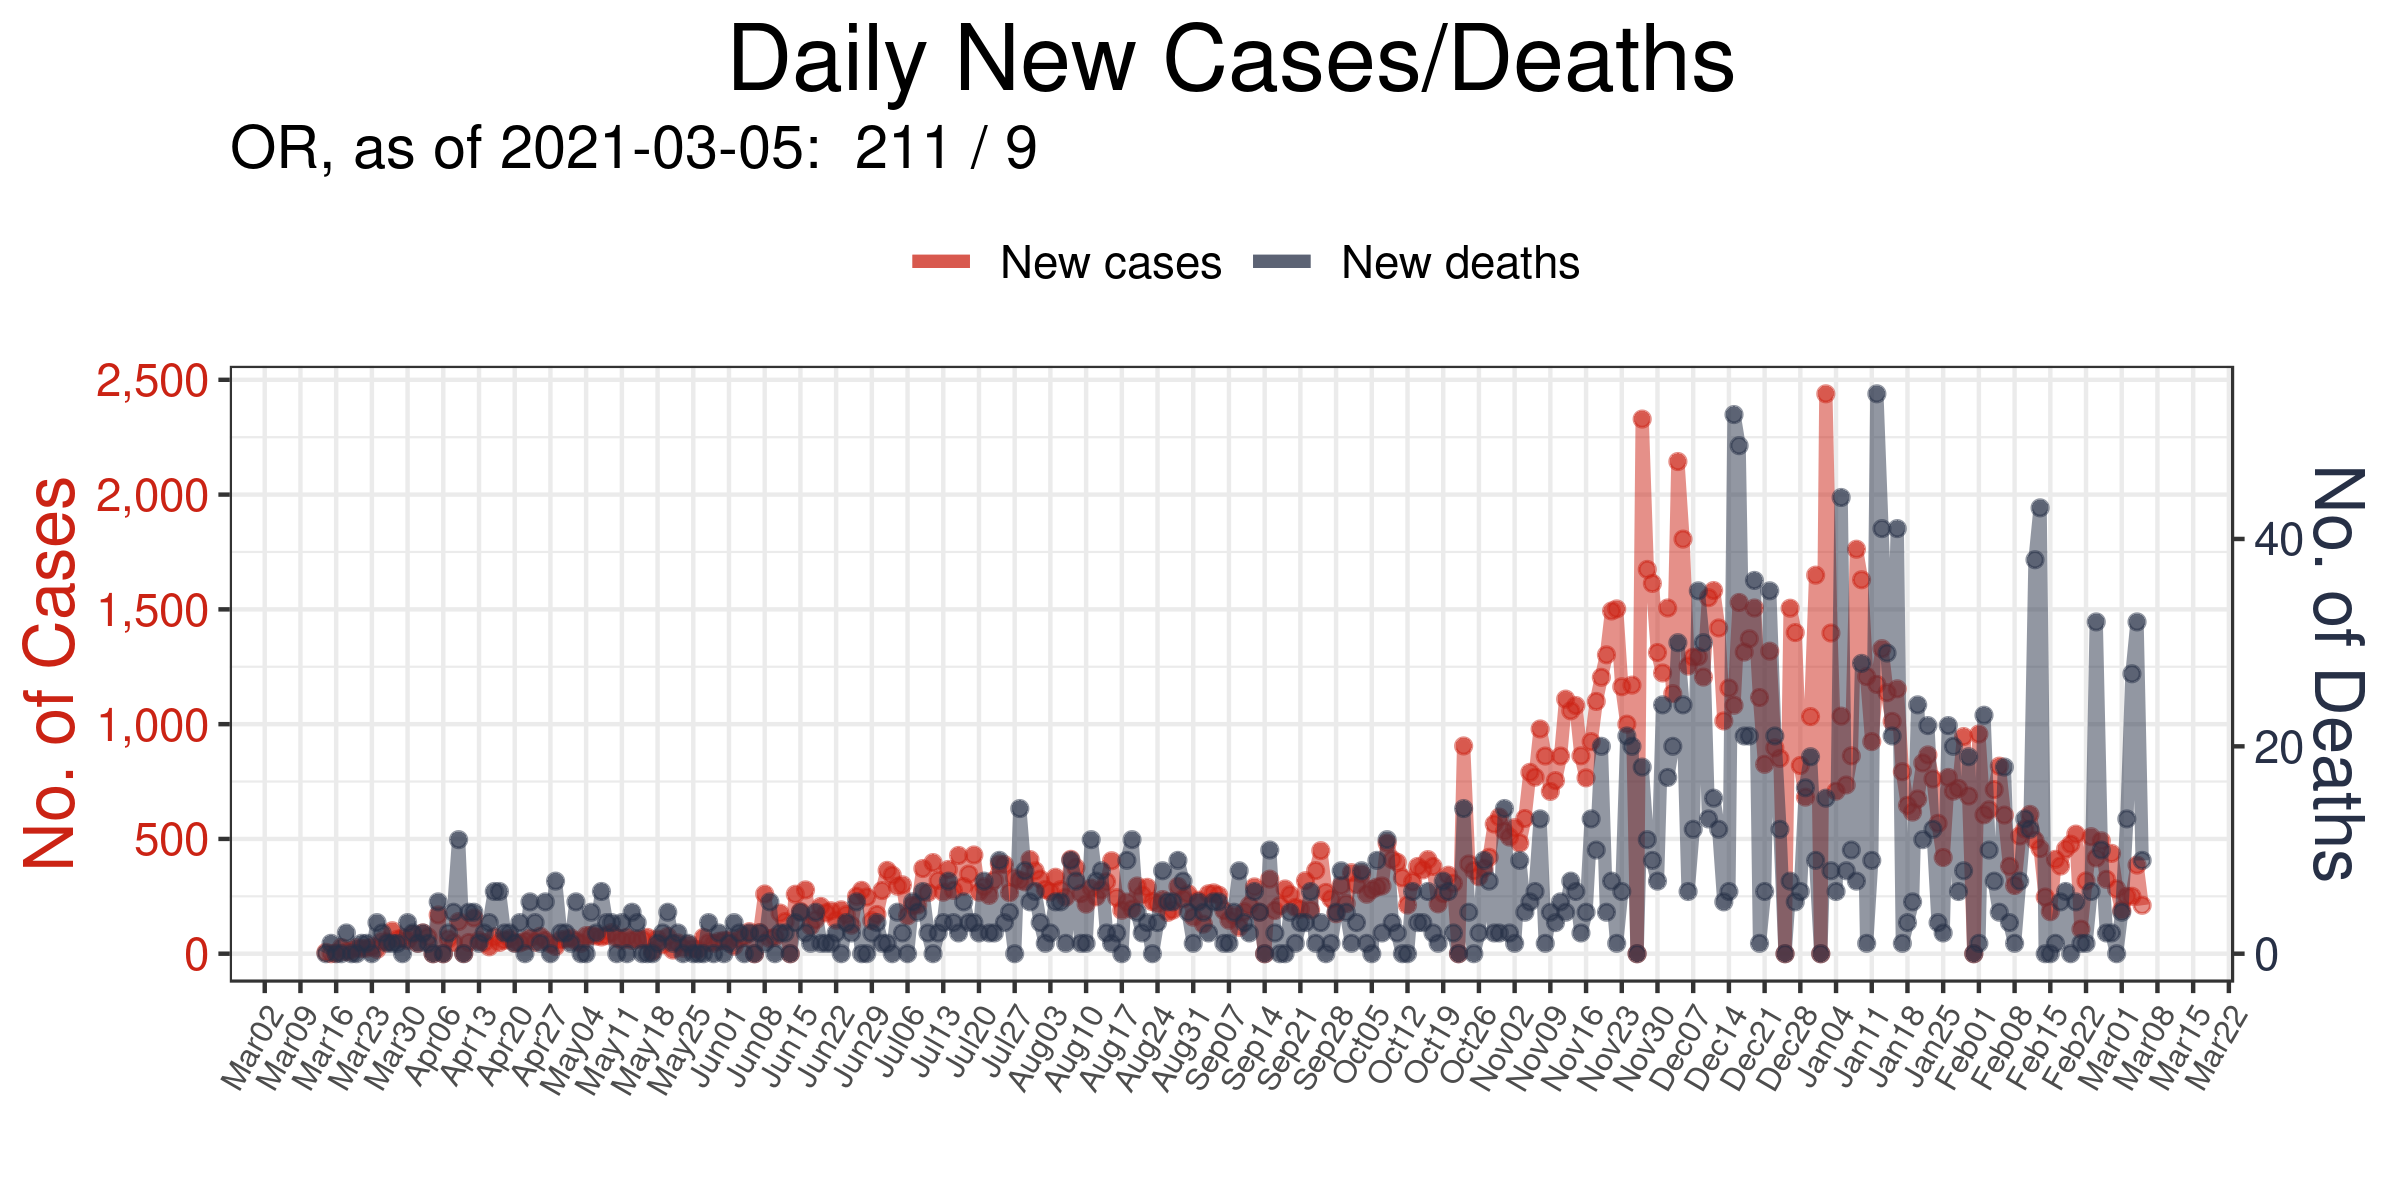 Daily New Cases/Deaths
OR, as of 2021-03-05:  211 / 9
New cases
New deaths
No. of Cases
2,500
2,000
1,500
1,000
500
0
No. of Deaths
40
20
0
Mar02
Mar09
Mar16
Mar23
Mar30
Apr06
Apr13
Apr20
Apr27
May04
May11
May18
May25
Jun01
Jun08
Jun15
Jun22
Jun29
Jul06
Jul13
Jul20
Jul27
Aug03
Aug10
Aug17
Aug24
Aug31
Sep07
Sep14
Sep21
Sep28
Oct05
Oct12
Oct19
Oct26
Nov02
Nov09
Nov16
Nov23
Nov30
Dec07
Dec14
Dec21
Dec28
Jan04
Jan11
Jan18
Jan25
Feb01
Feb08
Feb15
Feb22
Mar01
Mar08
Mar15
Mar22